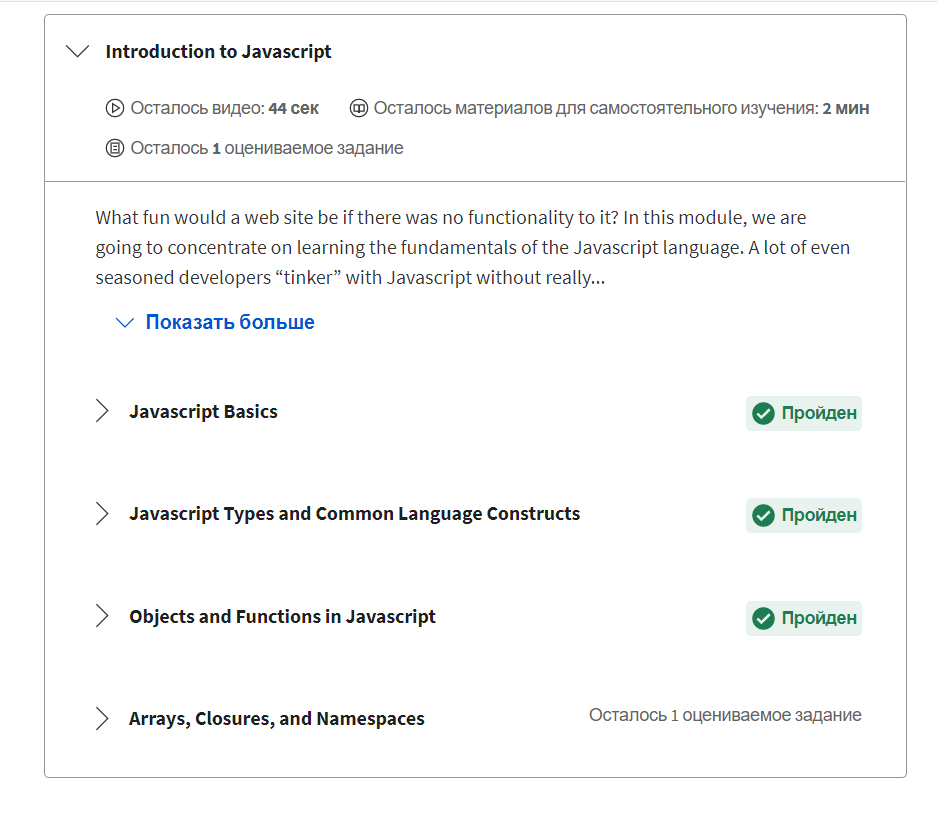 Introduction to Javascript
Осталось видео: 44 сек Осталось материалов для самостоятельного изучения: 2 мин
Осталось 1 оцениваемое задание
What fun would a web site be if there was no functionality to it? In this module, we are
going to concentrate on learning the fundamentals of the Javascript language. A lot of even
seasoned developers “tinker” with Javascript without really...
Показать больше
Javascript Basics Пройден
Javascript Types and Common Language Constructs Пройден
Objects and Functions in Javascript Пройден
Arrays, Closures, and Namespaces Осталось 1 оцениваемое задание